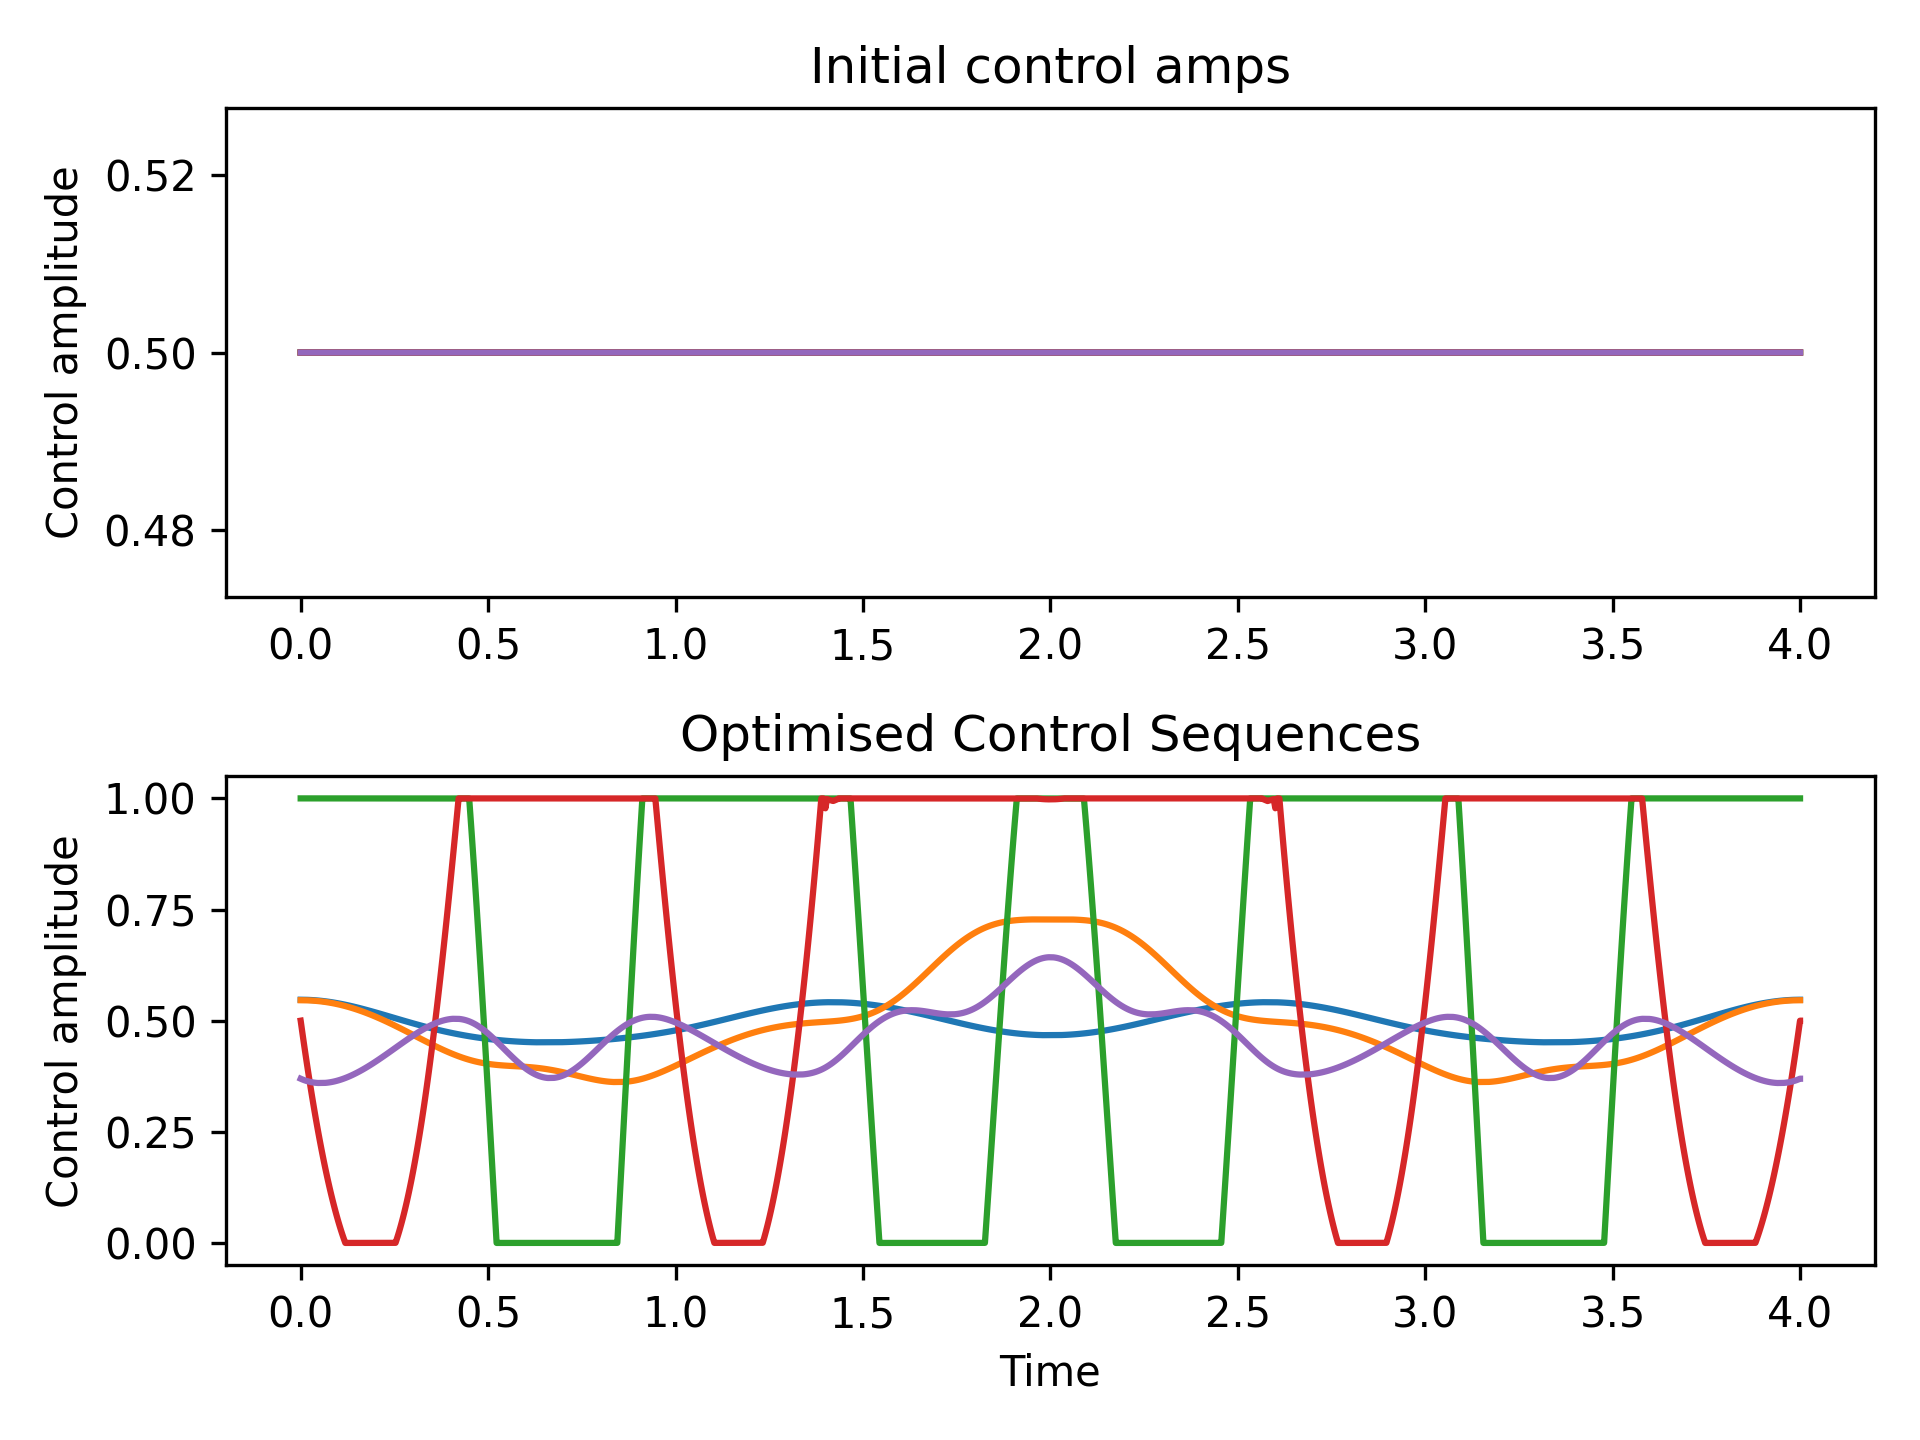 Initial control amps
Control amplitude
0.52
0.50
0.48
0.0 0.5 1.0 1.5 2.0 2.5 3.0 3.5 4.0
Optimised Control Sequences
Control amplitude
1.00
0.75
0.50
0.25
0.00
0.0 0.5 1.0 1.5 2.0 2.5 3.0 3.5 4.0
Time